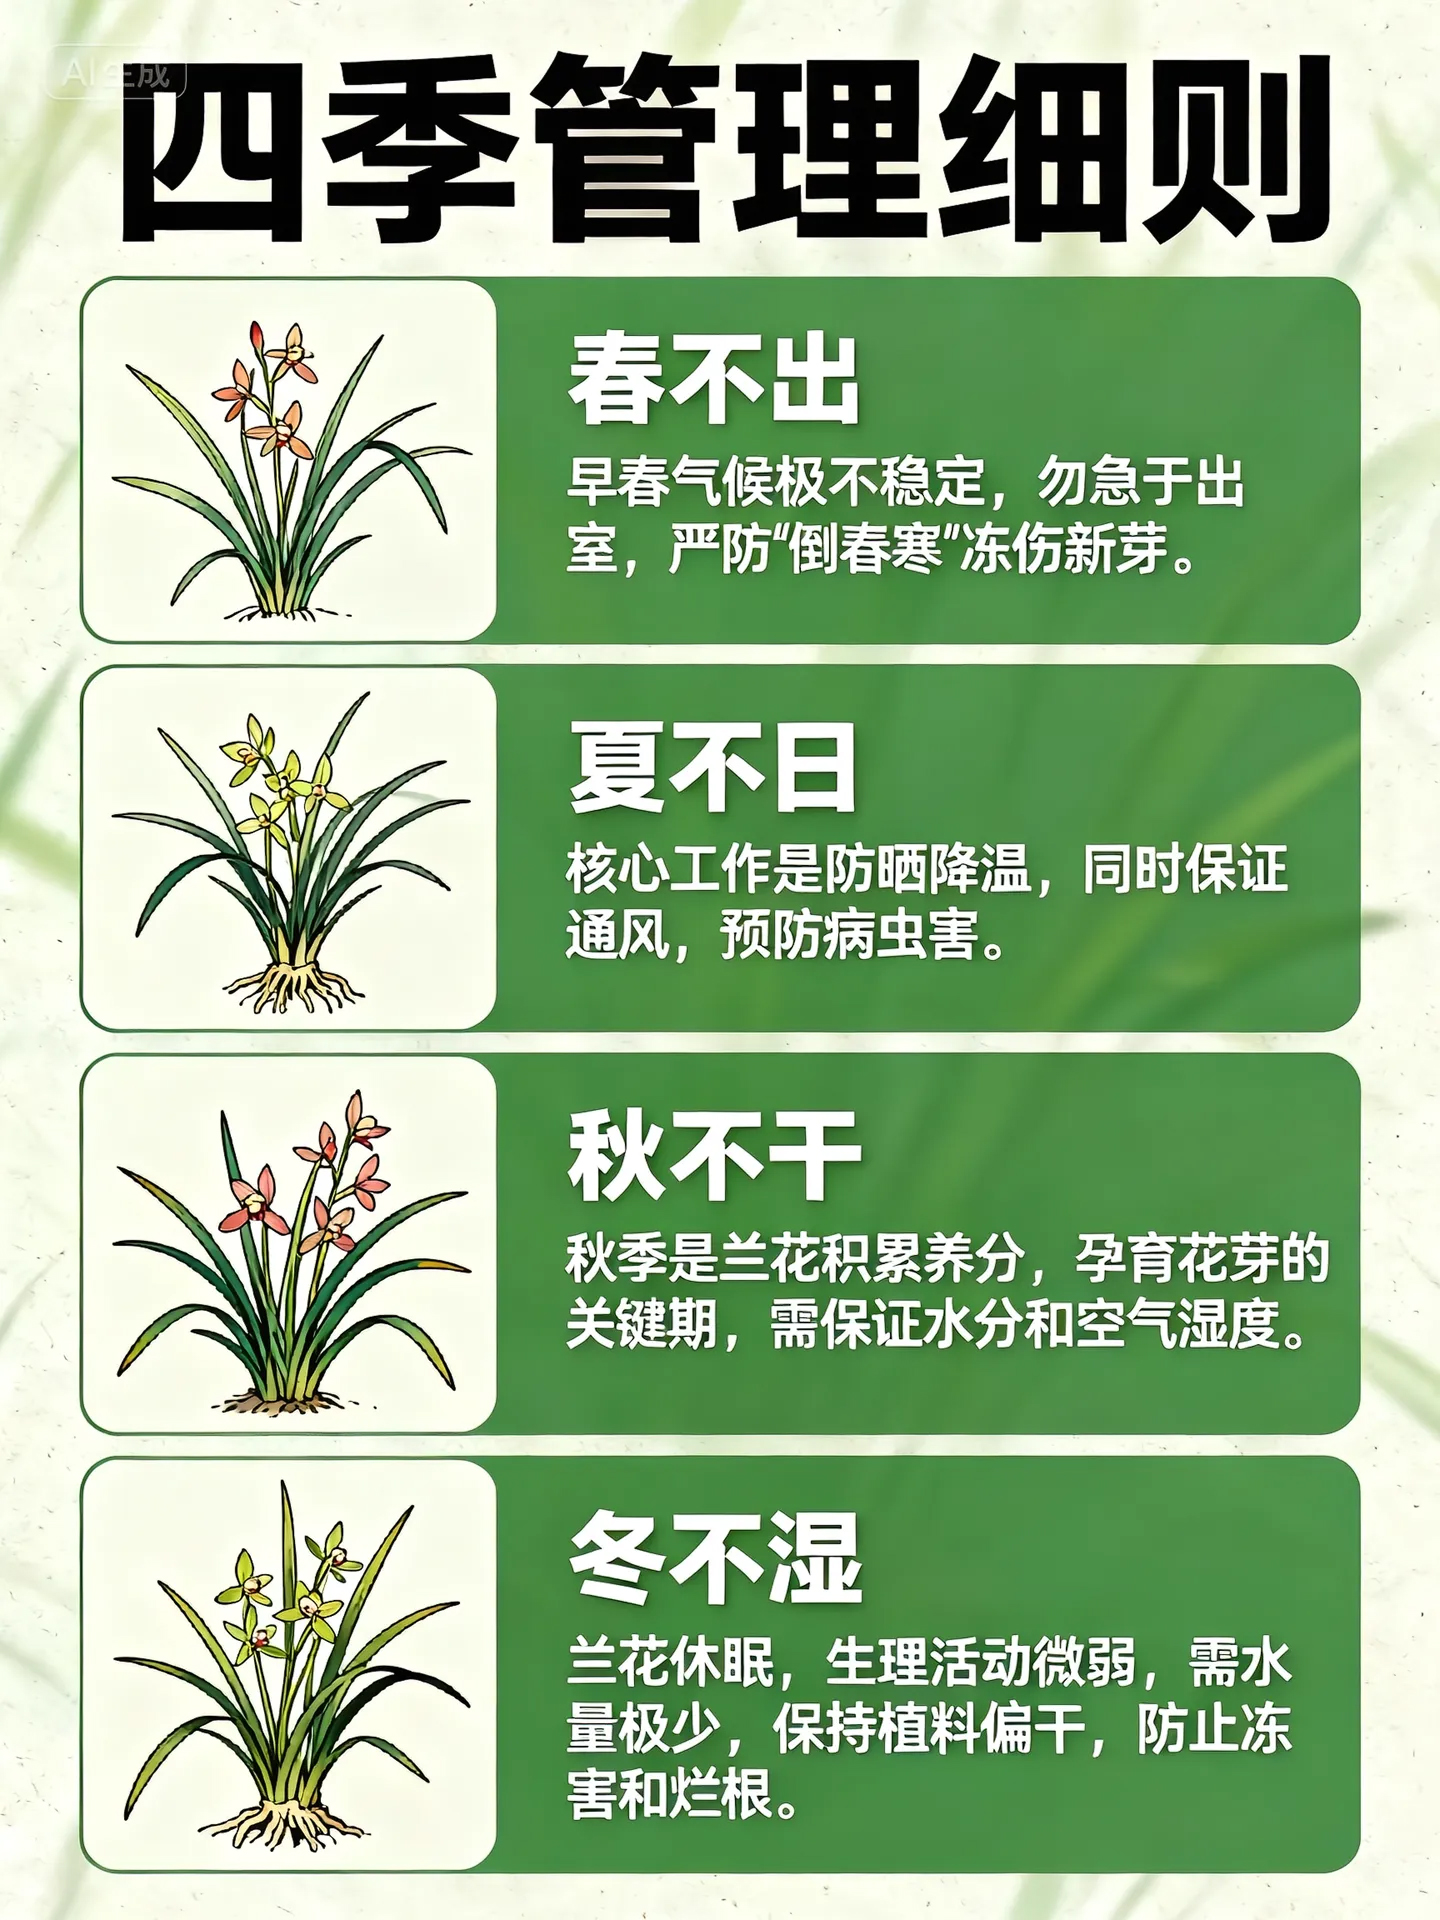 AI生成
四季管理细则
春不出
早春气候极不稳定，勿急于出
室，严防“倒春寒”冻伤新芽。
夏不日
核心工作是防晒降温，同时保证
通风，预防病虫害。
秋不干
秋季是兰花积累养分，孕育花芽的
关键期，需保证水分和空气湿度。
冬不湿
兰花休眠，生理活动微弱，需水
量极少，保持植料偏干，防止冻
害和烂根。